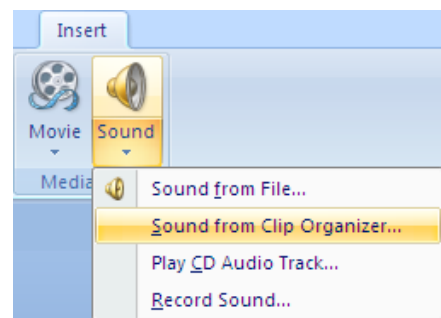 Insert
Movie Sound
Media
Sound from File...
Sound from Clip Organizer...
Play CD Audio Track...
Record Sound...